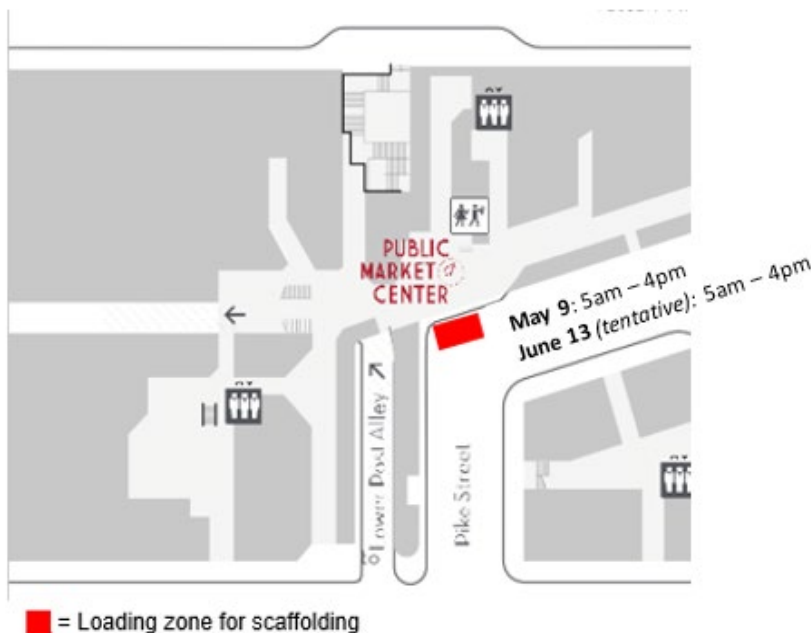 PUBLIC
MARKET
CENTER
May 9: 5am – 4pm
June 13 (tentative): 5am – 4pm
Lower Post Alley
Pike Street
= Loading zone for scaffolding